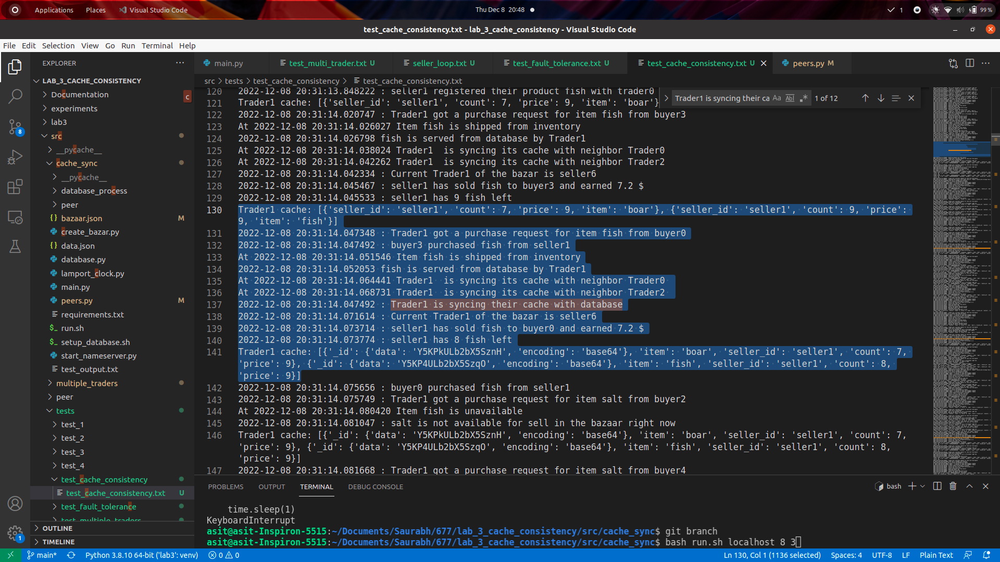 Applications Places Visual Studio Code
Thu Dec 8 20:48
1
99 %
test_cache_consistency.txt - lab_3_cache_consistency - Visual Studio Code
File Edit Selection View Go Run Terminal Help
EXPLORER
LAB_3_CACHE_CONSISTENCY
Documentation
c
experiments
lab3
src
__pycache__
cache_sync
__pycache__
database_process
peer
bazaar.json M
create_bazar.py
data.json
database.py
lamport_clock.py
main.py
peers.py M
requirements.txt
run.sh
setup_database.sh
start_nameserver.py
test_output.txt
multiple_traders
peer
tests
test_1
test_2
test_3
test_4
test_cache_consistency
test_cache_consistency.txt U
test_fault_tolerance
test_multiple_traders
OUTLINE
TIMELINE
8
1
main.py test_multi_trader.txt U seller_loop.txt U test_fault_tolerance.txt U test_cache_consistency.txt U peers.py M
src > tests > test_cache_consistency > test_cache_consistency.txt
Trader1 is syncing their ca Aa Abl .* 1 of 12
120 2022-12-08 20:31:13.848222 : seller1 registered their product fish with trader0
121 Trader1 cache: [{'seller_id': 'seller1', 'count': 7, 'price': 9, 'item': 'boar'}
122 2022-12-08 20:31:14.020747 : Trader1 got a purchase request for item fish from buyer3
123 At 2022-12-08 20:31:14.026027 Item fish is shipped from inventory
124 2022-12-08 20:31:14.026798 fish is served from database by Trader1
125 At 2022-12-08 20:31:14.038024 Trader1  is syncing its cache with neighbor Trader0
126 At 2022-12-08 20:31:14.042262 Trader1  is syncing its cache with neighbor Trader2
127 2022-12-08 20:31:14.042334 : Current Trader1 of the bazar is seller6
128 2022-12-08 20:31:14.045467 : seller1 has sold fish to buyer3 and earned 7.2 $
129 2022-12-08 20:31:14.045533 : seller1 has 9 fish left
130 Trader1 cache: [{'seller_id': 'seller1', 'count': 7, 'price': 9, 'item': 'boar'}, {'seller_id': 'seller1', 'count': 9, 'price':
9, 'item': 'fish'}]
131 2022-12-08 20:31:14.047348 : Trader1 got a purchase request for item fish from buyer0
132 2022-12-08 20:31:14.047492 : buyer3 purchased fish from seller1
133 At 2022-12-08 20:31:14.051546 Item fish is shipped from inventory
134 2022-12-08 20:31:14.052053 fish is served from database by Trader1
135 At 2022-12-08 20:31:14.064441 Trader1  is syncing its cache with neighbor Trader0
136 At 2022-12-08 20:31:14.068731 Trader1  is syncing its cache with neighbor Trader2
137 2022-12-08 20:31:14.047492 : Trader1 is syncing their cache with database
138 2022-12-08 20:31:14.071614 : Current Trader1 of the bazar is seller6
139 2022-12-08 20:31:14.073714 : seller1 has sold fish to buyer0 and earned 7.2 $
140 2022-12-08 20:31:14.073774 : seller1 has 8 fish left
141 Trader1 cache: [{'_id': {'data': 'Y5KPkULb2bX5SznH', 'encoding': 'base64'}, 'item': 'boar', 'seller_id': 'seller1', 'count': 7,
'price': 9}, {'_id': {'data': 'Y5KP4ULb2bX5SzqO', 'encoding': 'base64'}, 'item': 'fish', 'seller_id': 'seller1', 'count': 8,
'price': 9}]
142 2022-12-08 20:31:14.075656 : buyer0 purchased fish from seller1
143 2022-12-08 20:31:14.075749 : Trader1 got a purchase request for item salt from buyer2
144 At 2022-12-08 20:31:14.080420 Item fish is unavailable
145 2022-12-08 20:31:14.081047 : salt is not available for sell in the bazaar right now
146 Trader1 cache: [{'_id': {'data': 'Y5KPkULb2bX5SznH', 'encoding': 'base64'}, 'item': 'boar', 'seller_id': 'seller1', 'count': 7,
'price': 9}, {'_id': {'data': 'Y5KP4ULb2bX5SzqO', 'encoding': 'base64'}, 'item': 'fish', 'seller_id': 'seller1', 'count': 8,
'price': 9}]
147 2022-12-08 20:31:14.081668 : Trader1 got a purchase request for item salt from buyer4
PROBLEMS OUTPUT TERMINAL DEBUG CONSOLE
bash
time.sleep(1)
KeyboardInterrupt
asit@asit-Inspiron-5515:~/Documents/Saurabh/677/lab_3_cache_consistency/src/cache_sync$ git branch
asit@asit-Inspiron-5515:~/Documents/Saurabh/677/lab_3_cache_consistency/src/cache_sync$ bash run.sh localhost 8 3
main* Python 3.8.10 64-bit ('lab3': venv) 0 0
Ln 130, Col 1 (1136 selected) Spaces: 4 UTF-8 LF Plain Text